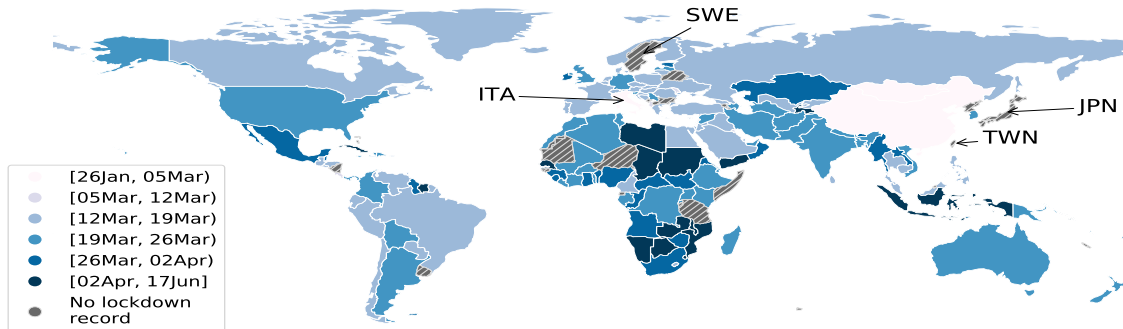 SWE
ITA
JPN
TWN
[26Jan, 05Mar)
[05Mar, 12Mar)
[12Mar, 19Mar)
[19Mar, 26Mar)
[26Mar, 02Apr)
[02Apr, 17Jun]
No lockdown
record